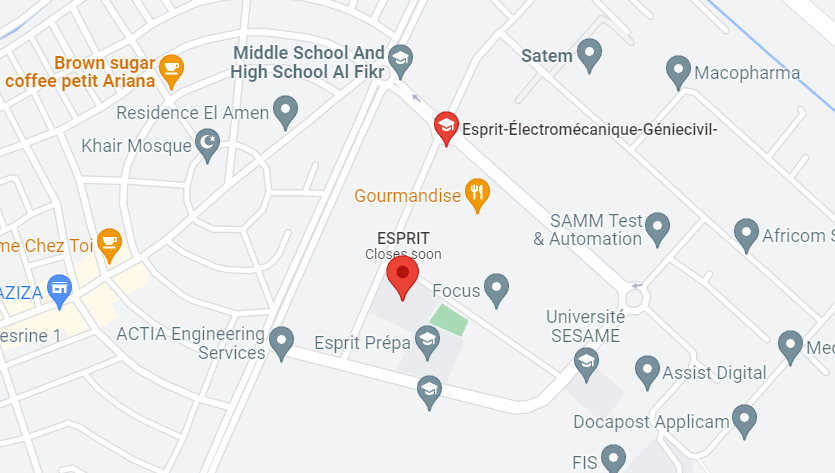 Brown sugar
coffee petit Ariana
Middle School And
High School Al Fikr
Satem
Macopharma
Residence El Amen
Khair Mosque
Esprit-Électromécanique-Géniecivil-
Gourmandise
SAMM Test
& Automation
Africom S
me Chez Toi
ESPRIT
Closes soon
AZIZA
Focus
esrine 1
ACTIA Engineering
Services
Esprit Prépa
Université
SESAME
Med
Assist Digital
Docapost Applicam
FIS